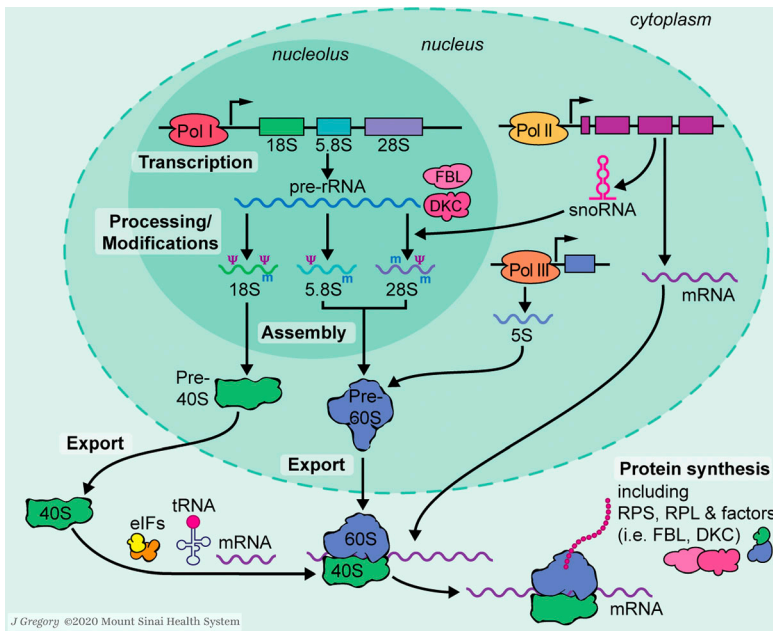 cytoplasm
nucleus
nucleolus
Pol I
18S
5.8S
28S
Pol II
Transcription
pre-rRNA
FBL
DKC
snoRNA
Processing/
Modifications
Ψ
Ψ
m
18S
Ψ
m
5.8S
m
Ψ
m
28S
Pol III
5S
mRNA
Assembly
Pre-
40S
Pre-
60S
Export
Export
Protein synthesis
including
RPS, RPL & factors
(i.e. FBL, DKC)
40S
eIFs
tRNA
mRNA
60S
40S
mRNA
J Gregory ©2020 Mount Sinai Health System